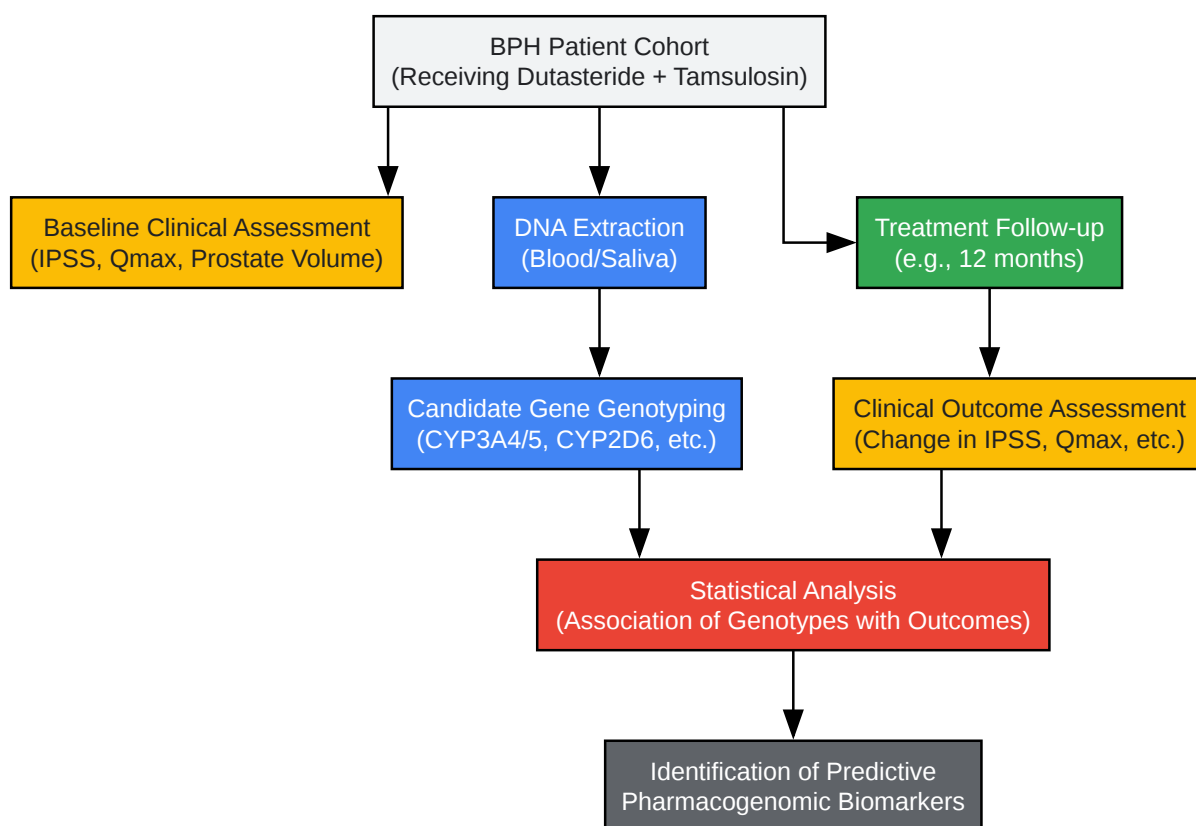 BPH Patient Cohort
(Receiving Dutasteride + Tamsulosin)
Baseline Clinical Assessment
(IPSS, Qmax, Prostate Volume)
DNA Extraction
(Blood/Saliva)
Treatment Follow-up
(e.g., 12 months)
Candidate Gene Genotyping
(CYP3A4/5, CYP2D6, etc.)
Clinical Outcome Assessment
(Change in IPSS, Qmax, etc.)
Statistical Analysis
(Association of Genotypes with Outcomes)
Identification of Predictive
Pharmacogenomic Biomarkers